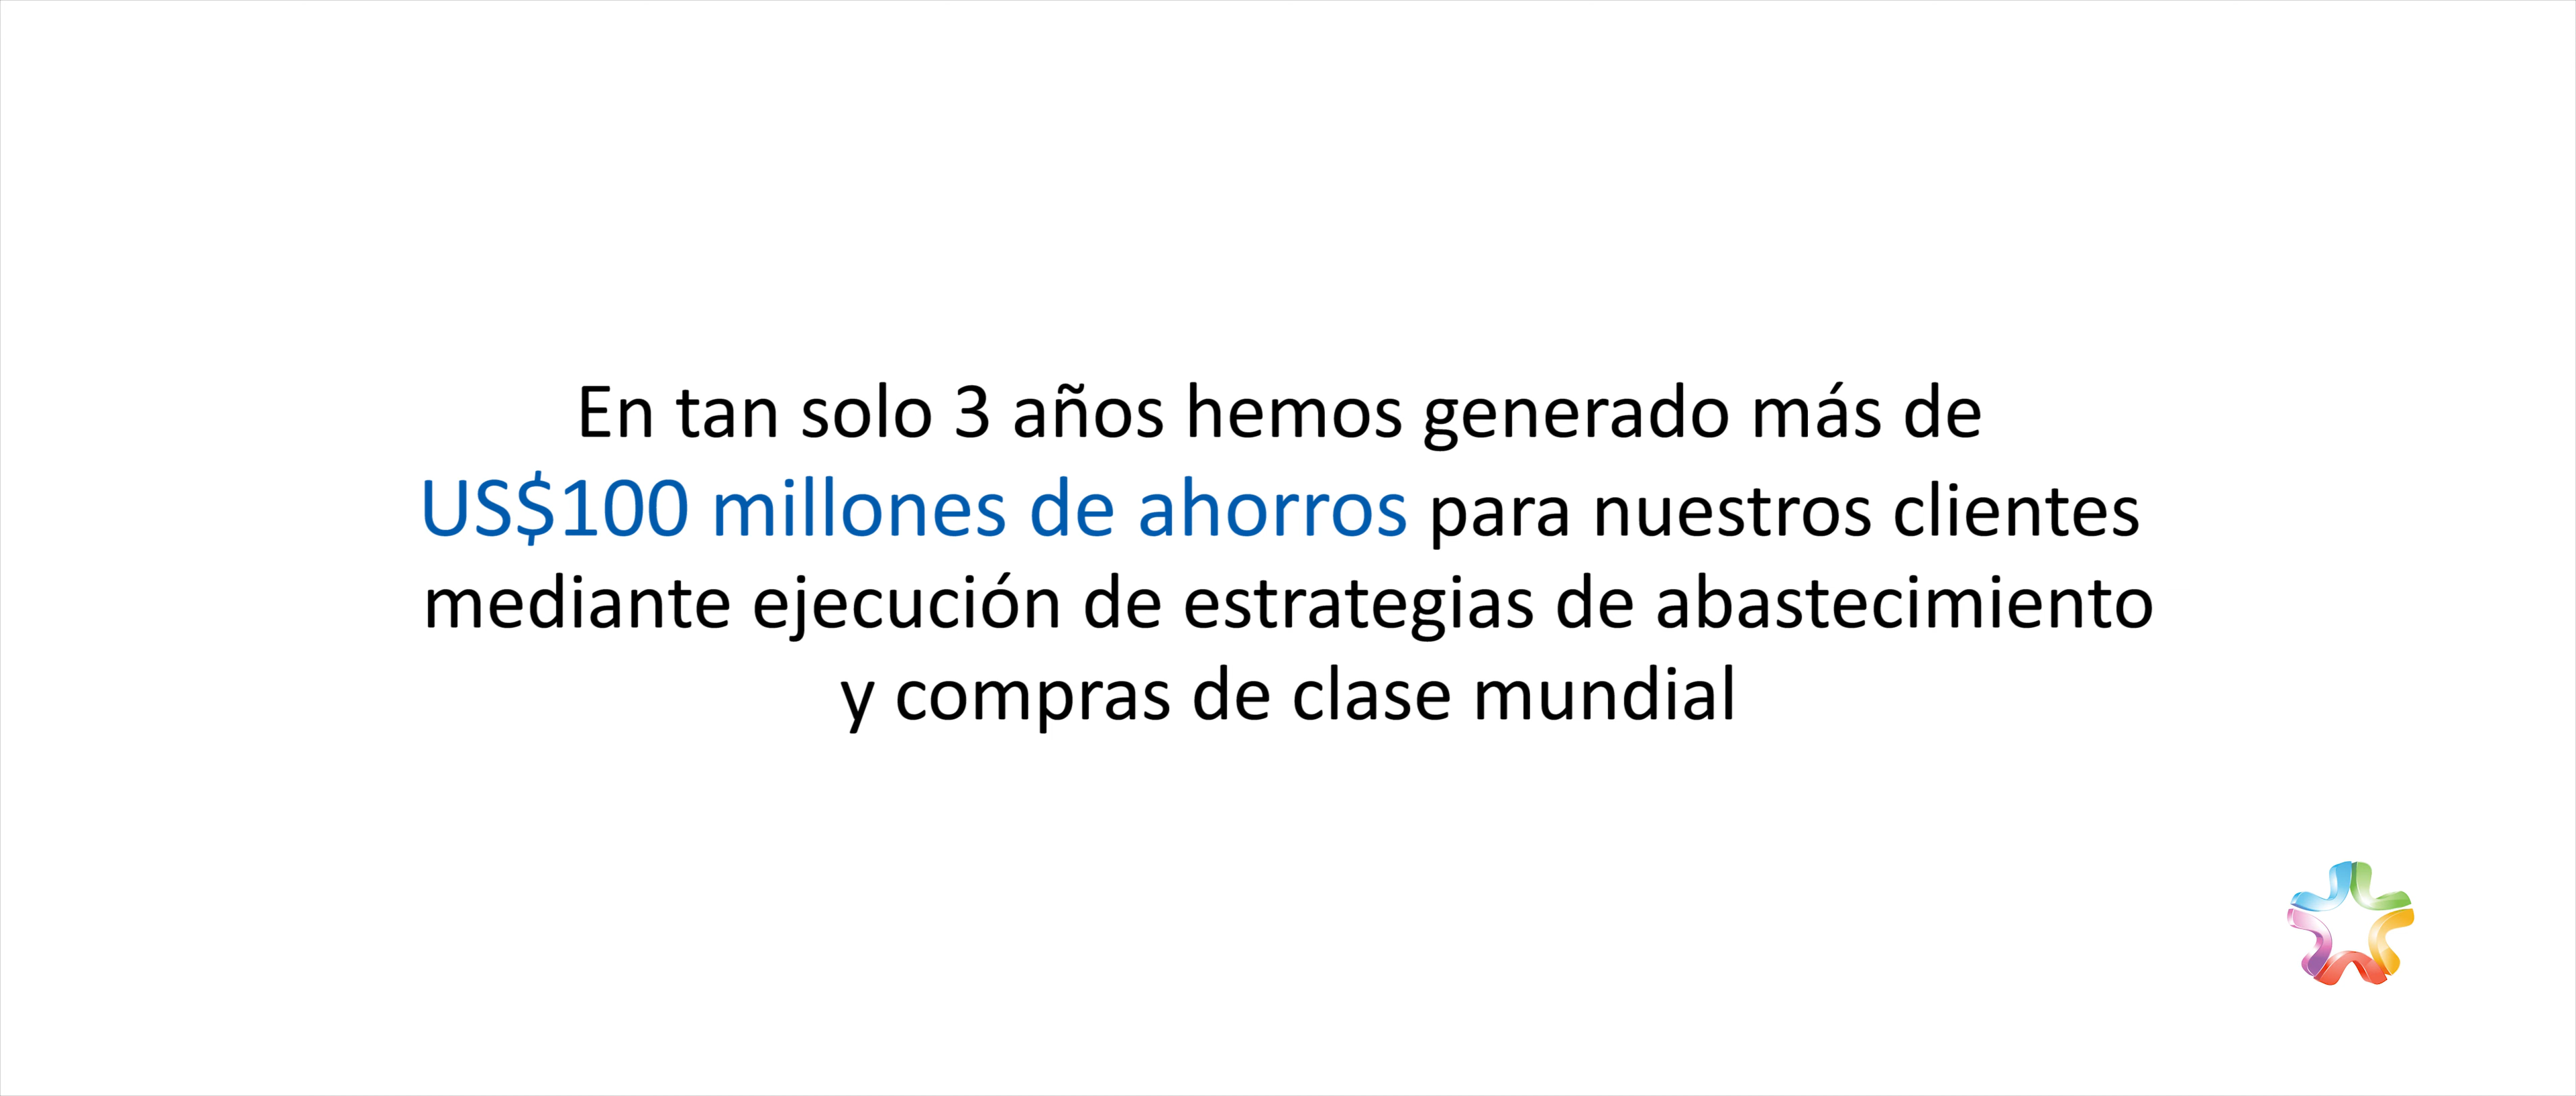 En tan solo 3 años hemos generado más de
US$100 millones de ahorros para nuestros clientes
mediante ejecución de estrategias de abastecimiento
y compras de clase mundial